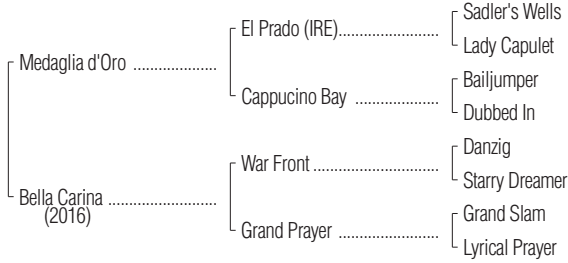 Sadler's Wells
El Prado (IRE)......................
Lady Capulet
Medaglia d'Oro ....................
Bailjumper
Cappucino Bay ....................
Dubbed In
Danzig
War Front ..............................
Starry Dreamer
Bella Carina ..........................
(2016)
Grand Slam
Grand Prayer ........................
Lyrical Prayer